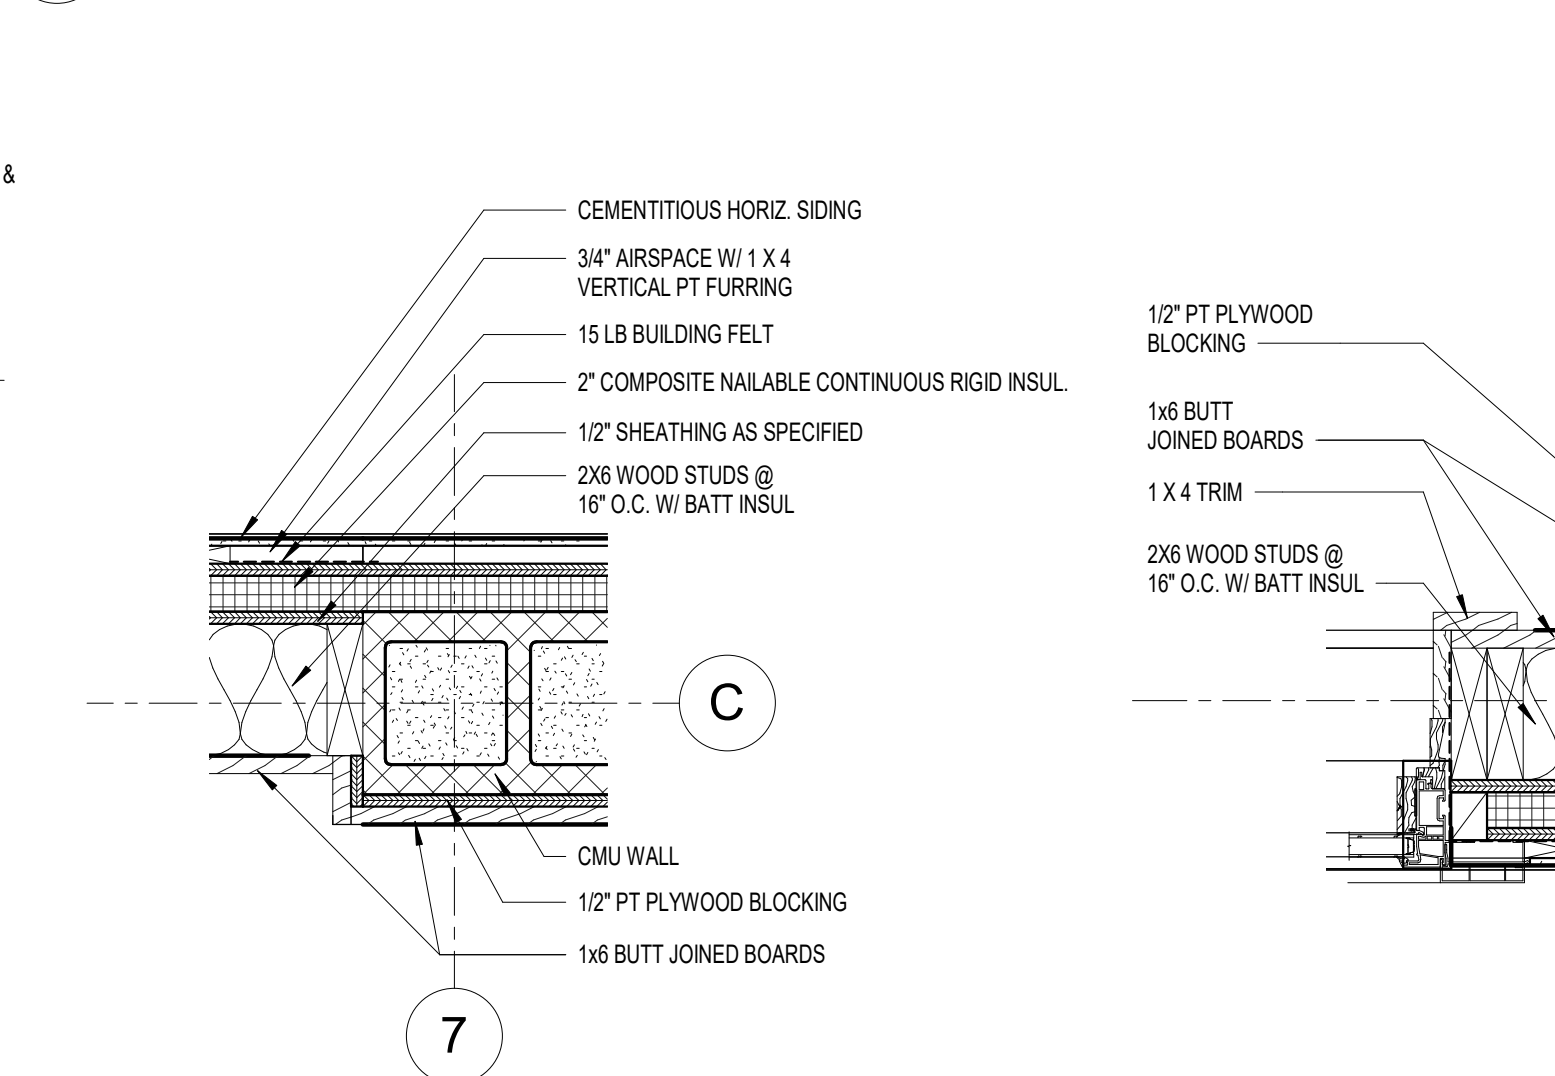 &
CEMENTITIOUS HORIZ. SIDING
3/4" AIRSPACE W/ 1 X 4
VERTICAL PT FURRING
15 LB BUILDING FELT
2" COMPOSITE NAILABLE CONTINUOUS RIGID INSUL.
1/2" SHEATHING AS SPECIFIED
2X6 WOOD STUDS @
16" O.C. W/ BATT INSUL
C
CMU WALL
1/2" PT PLYWOOD BLOCKING
1x6 BUTT JOINED BOARDS
7
1/2" PT PLYWOOD
BLOCKING
1x6 BUTT
JOINED BOARDS
1 X 4 TRIM
2X6 WOOD STUDS @
16" O.C. W/ BATT INSUL